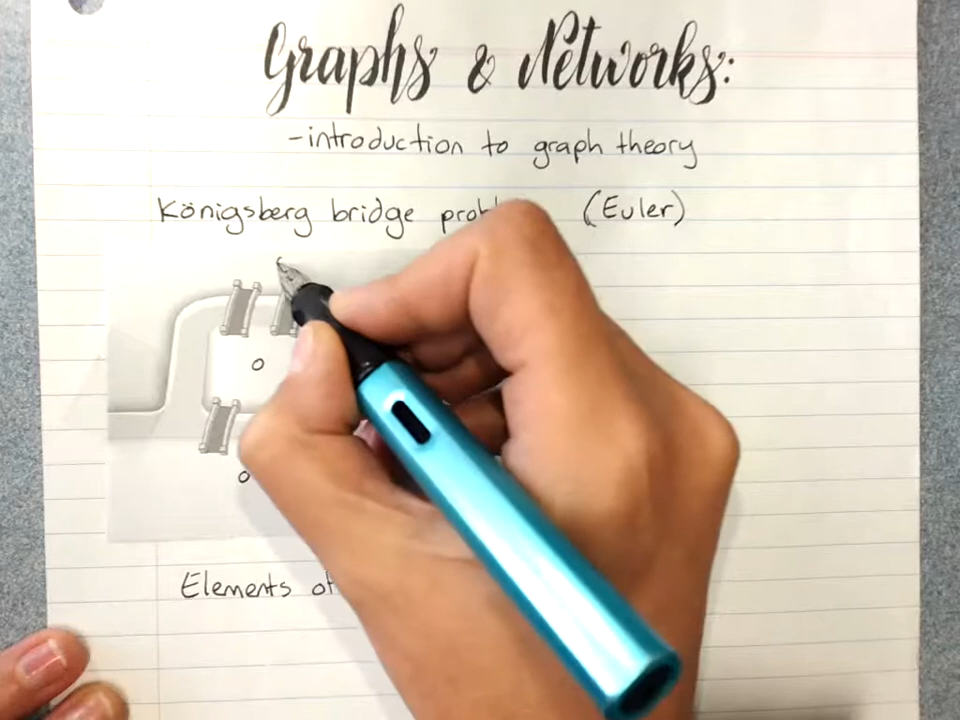 Graphs & Networks:
-introduction to graph theory
Königsberg bridge (Euler)
Elements of